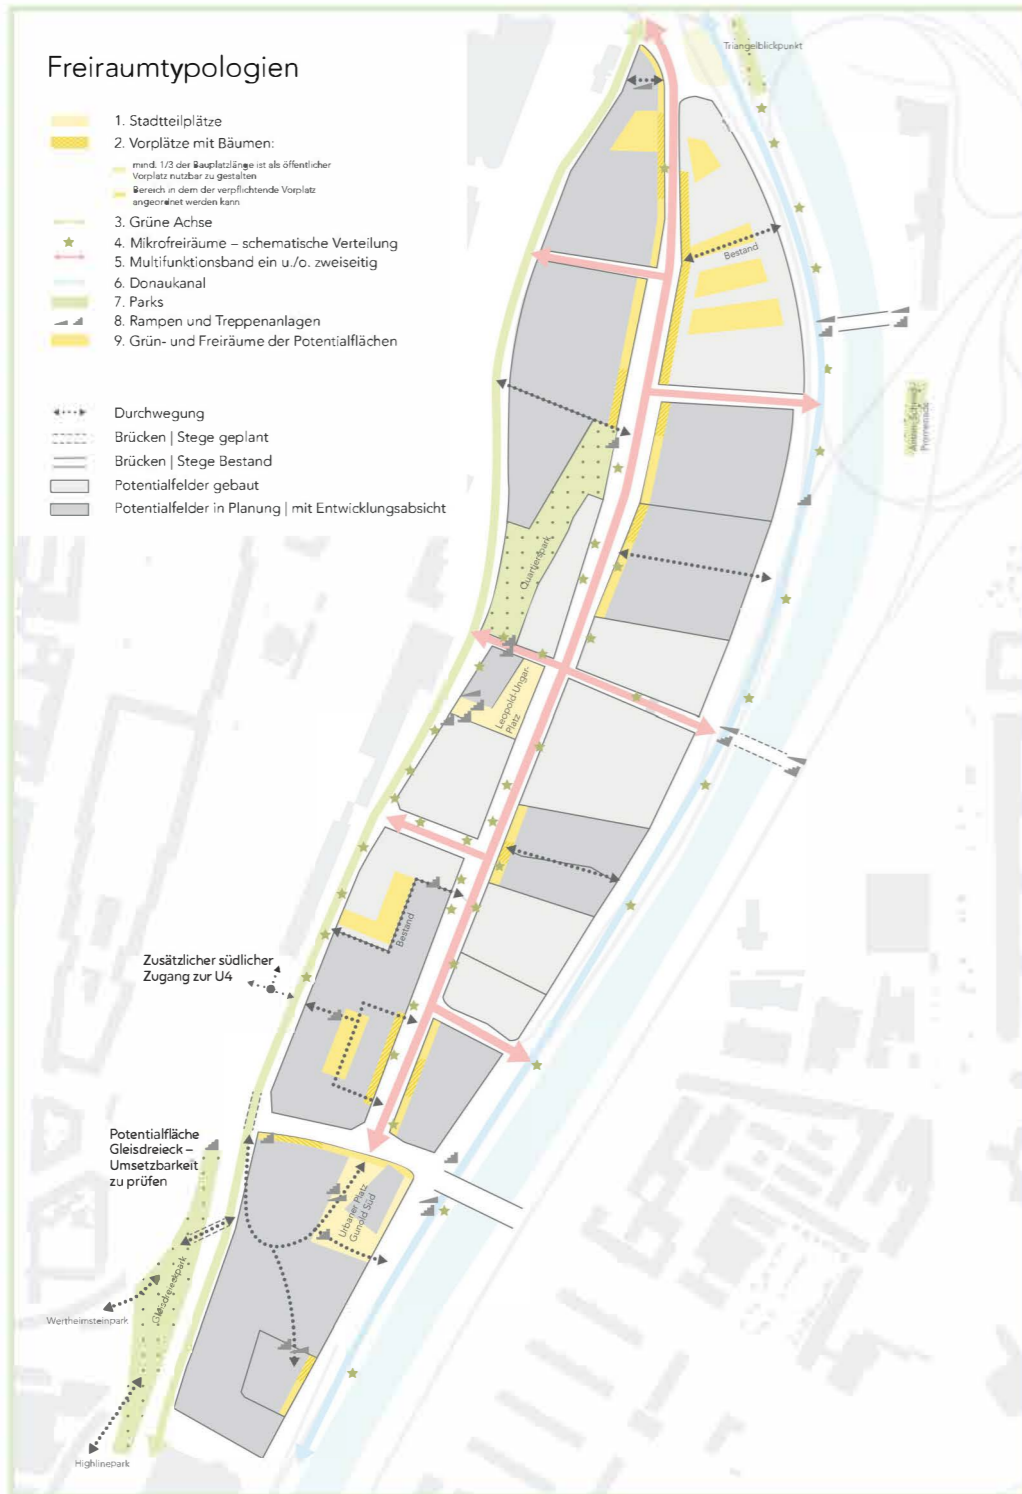 Freiraumtypologien
1. Stadtteilplätze
2. Vorplätze mit Bäumen:
mind. 1/3 der Bauplatzlänge ist als öffentlicher
Vorplatz nutzbar zu gestalten
Bereich in dem der verpflichtende Vorplatz
angeordnet werden kann
3. Grüne Achse
4. Mikrofreiräume – schematische Verteilung
5. Multifunktionsband ein u./o. zweiseitig
6. Donaukanal
7. Parks
8. Rampen und Treppenanlagen
9. Grün- und Freiräume der Potentialflächen
Durchwegung
Brücken | Stege geplant
Brücken | Stege Bestand
Potentialfelder gebaut
Potentialfelder in Planung | mit Entwicklungsabsicht
Triangelblickpunkt
Bestand
Promenade
Quartierspark
Leopold-Ungar-
Platz
Bestand
Zusätzlicher südlicher
Zugang zur U4
Potentialfläche
Gleisdreieck –
Umsetzbarkeit
zu prüfen
Urbaner Platz
Gunold Süd
Gleisdreieckpark
Wertheimsteinpark
Highlinepark